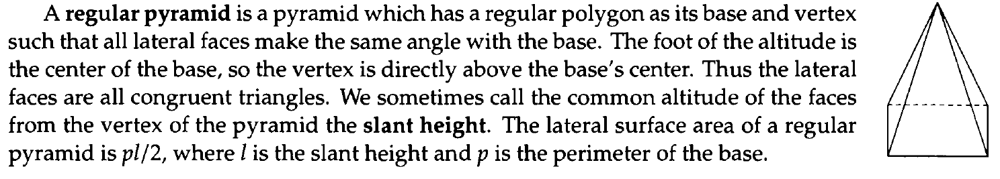 A regular pyramid is a pyramid which has a regular polygon as its base and vertex
such that all lateral faces make the same angle with the base. The foot of the altitude is
the center of the base, so the vertex is directly above the base's center. Thus the lateral
faces are all congruent triangles. We sometimes call the common altitude of the faces
from the vertex of the pyramid the slant height. The lateral surface area of a regular
pyramid is pl/2, where l is the slant height and p is the perimeter of the base.